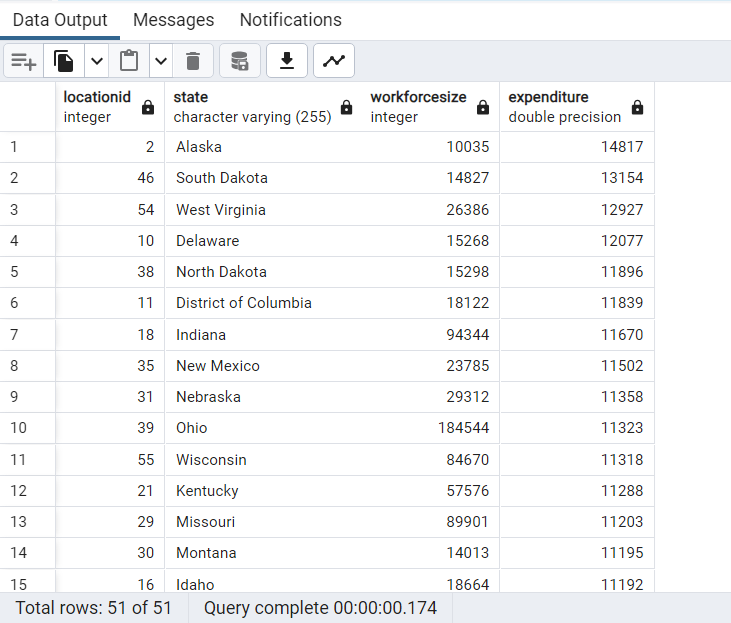 Data Output Messages Notifications
locationid state workforcesize expenditure
integer character varying (255) integer double precision
1 2 Alaska 10035 14817
2 46 South Dakota 14827 13154
3 54 West Virginia 26386 12927
4 10 Delaware 15268 12077
5 38 North Dakota 15298 11896
6 11 District of Columbia 18122 11839
7 18 Indiana 94344 11670
8 35 New Mexico 23785 11502
9 31 Nebraska 29312 11358
10 39 Ohio 184544 11323
11 55 Wisconsin 84670 11318
12 21 Kentucky 57576 11288
13 29 Missouri 89901 11203
14 30 Montana 14013 11195
15 16 Idaho 18664 11192
Total rows: 51 of 51 Query complete 00:00:00.174